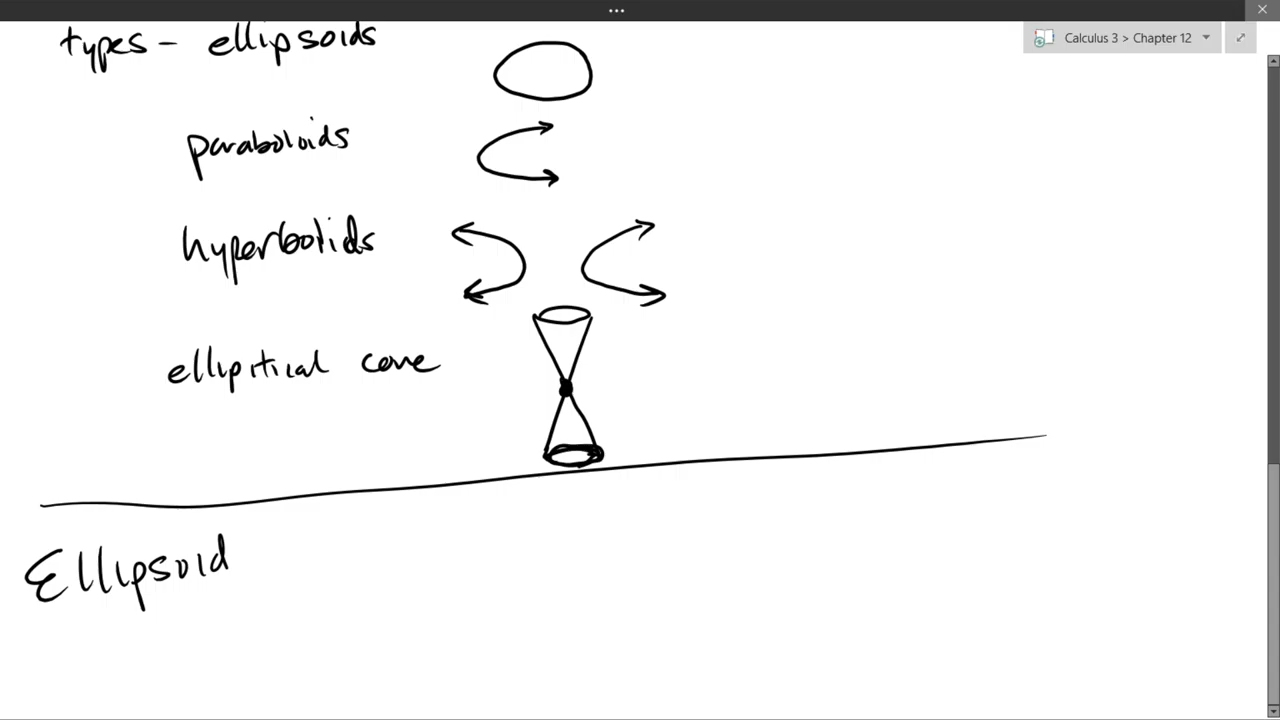 types - ellipsoids
Calculus 3 > Chapter 12
paraboloids
hyperboloids
elliptical cone
Ellipsoid